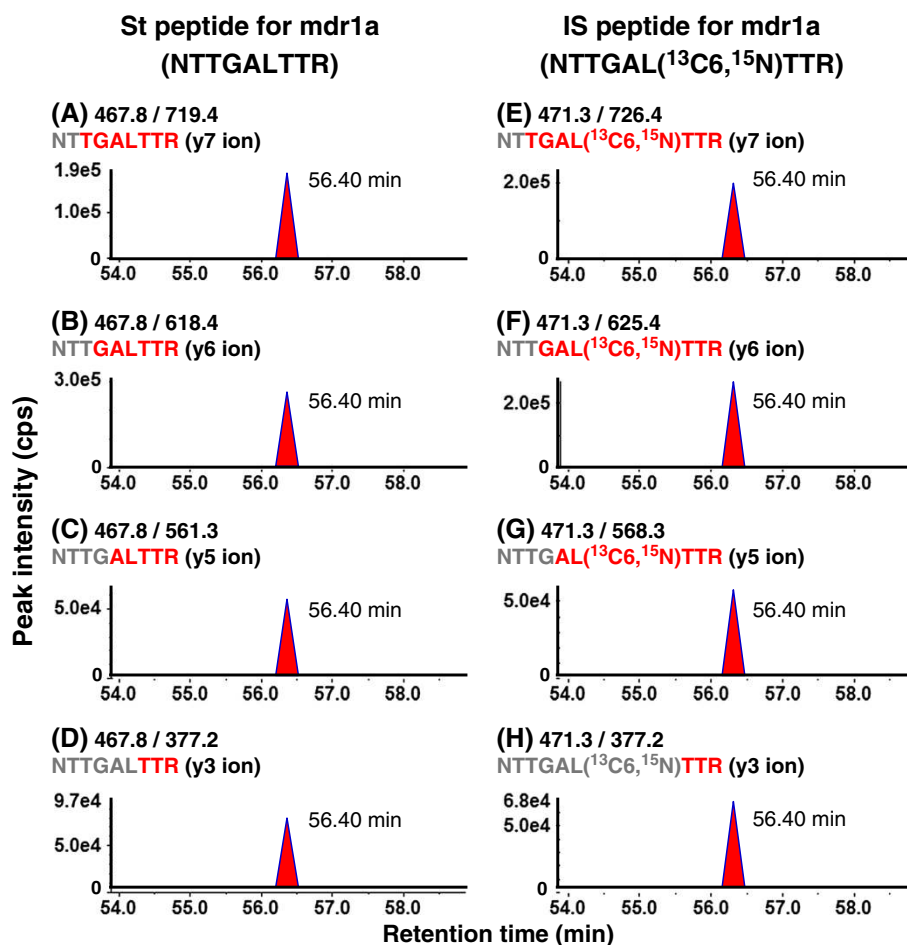 St peptide for mdr1a
(NTTGALTTR)
IS peptide for mdr1a
(NTTGAL(¹³C6,¹⁵N)TTR)
Peak intensity (cps)
(A) 467.8 / 719.4
NTTGALTTR (y7 ion)
1.9e5
1.0e5
0
56.40 min
54.0 55.0 56.0 57.0 58.0
(E) 471.3 / 726.4
NTTGAL(¹³C6,¹⁵N)TTR (y7 ion)
2.0e5
0
56.40 min
54.0 55.0 56.0 57.0 58.0
(B) 467.8 / 618.4
NTTGALTTR (y6 ion)
3.0e5
0
56.40 min
54.0 55.0 56.0 57.0 58.0
(F) 471.3 / 625.4
NTTGAL(¹³C6,¹⁵N)TTR (y6 ion)
2.0e5
0
56.40 min
54.0 55.0 56.0 57.0 58.0
(C) 467.8 / 561.3
NTTGALTTR (y5 ion)
5.0e4
0
56.40 min
54.0 55.0 56.0 57.0 58.0
(G) 471.3 / 568.3
NTTGAL(¹³C6,¹⁵N)TTR (y5 ion)
5.0e4
0
56.40 min
54.0 55.0 56.0 57.0 58.0
(D) 467.8 / 377.2
NTTGALTTR (y3 ion)
9.7e4
5.0e4
0
56.40 min
54.0 55.0 56.0 57.0 58.0
(H) 471.3 / 377.2
NTTGAL(¹³C6,¹⁵N)TTR (y3 ion)
6.8e4
5.0e4
0
56.40 min
54.0 55.0 56.0 57.0 58.0
Retention time (min)